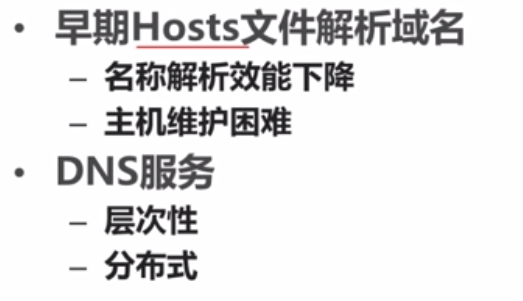 • 早期Hosts文件解析域名
– 名称解析效能下降
– 主机维护困难
• DNS服务
– 层次性
– 分布式